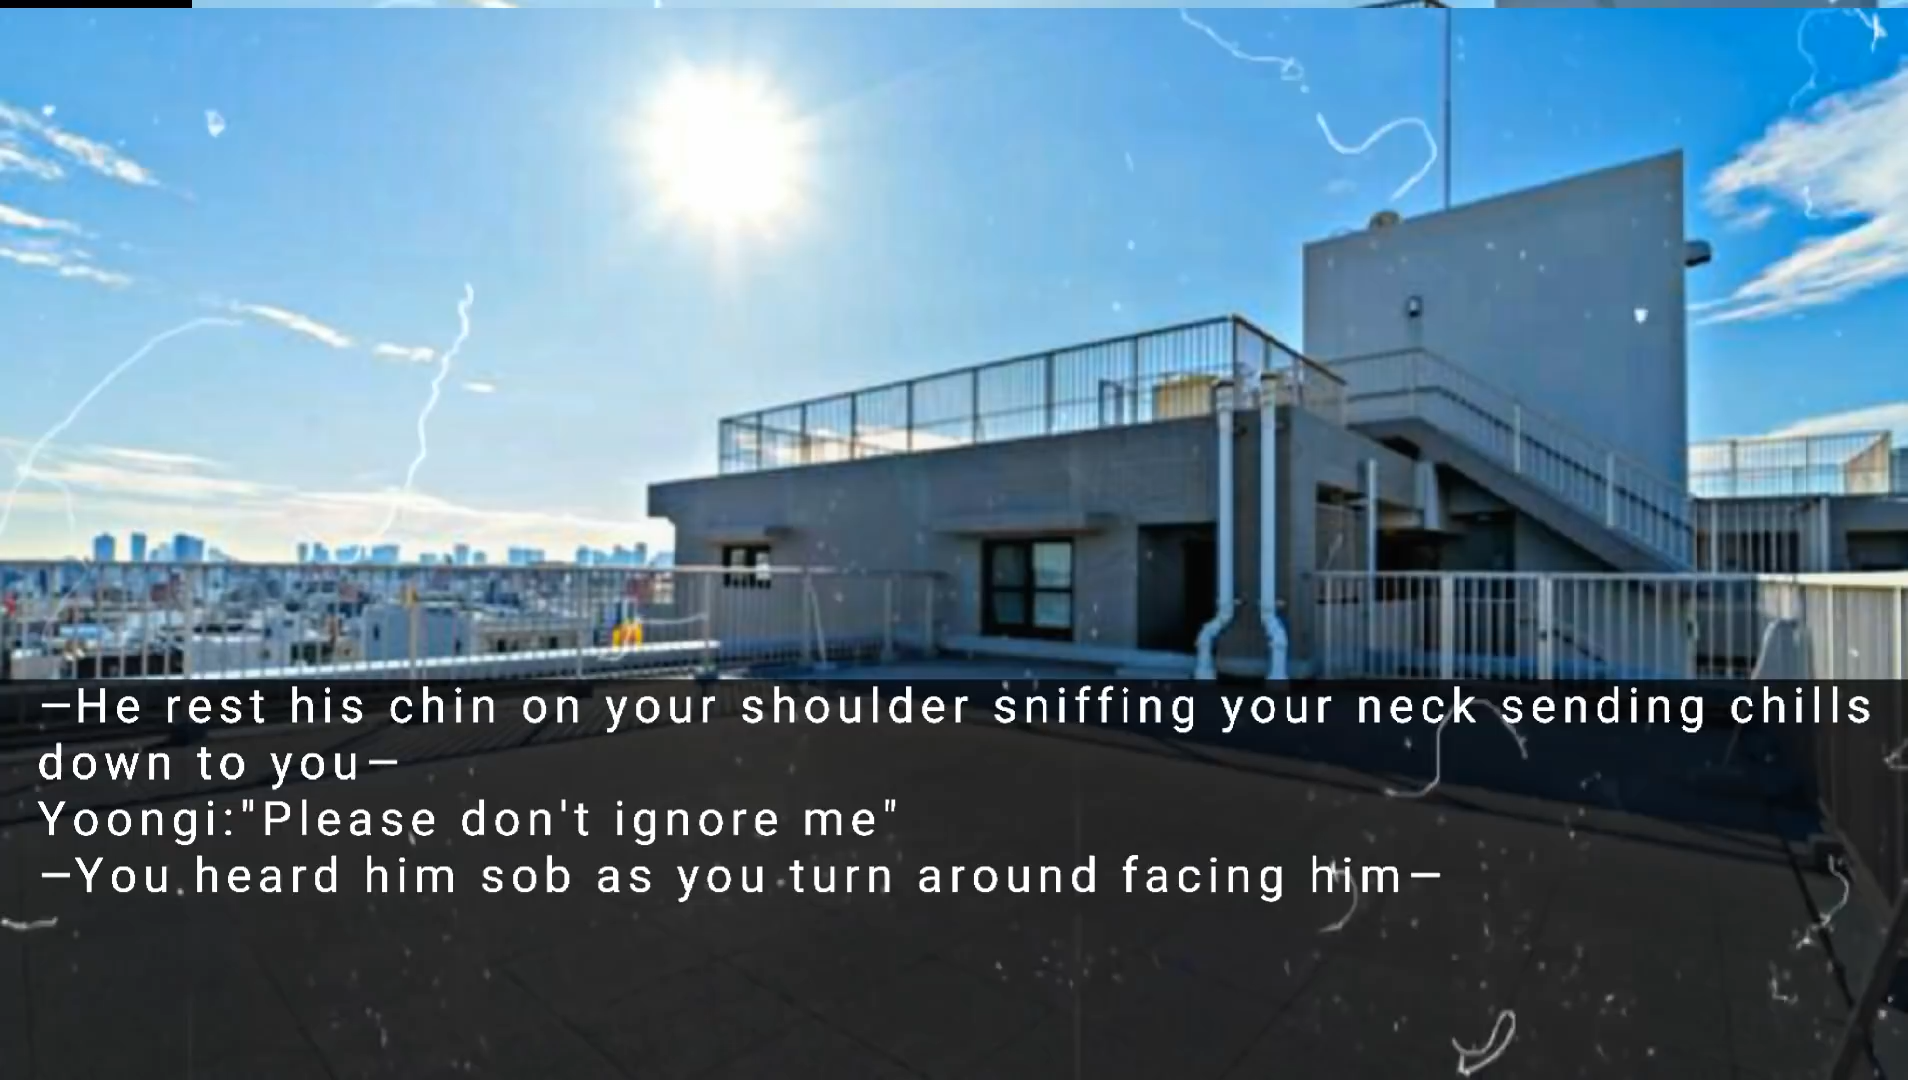 —He rest his chin on your shoulder sniffing your neck sending chills
down to you—
Yoongi:"Please don't ignore me"
—You heard him sob as you turn around facing him—